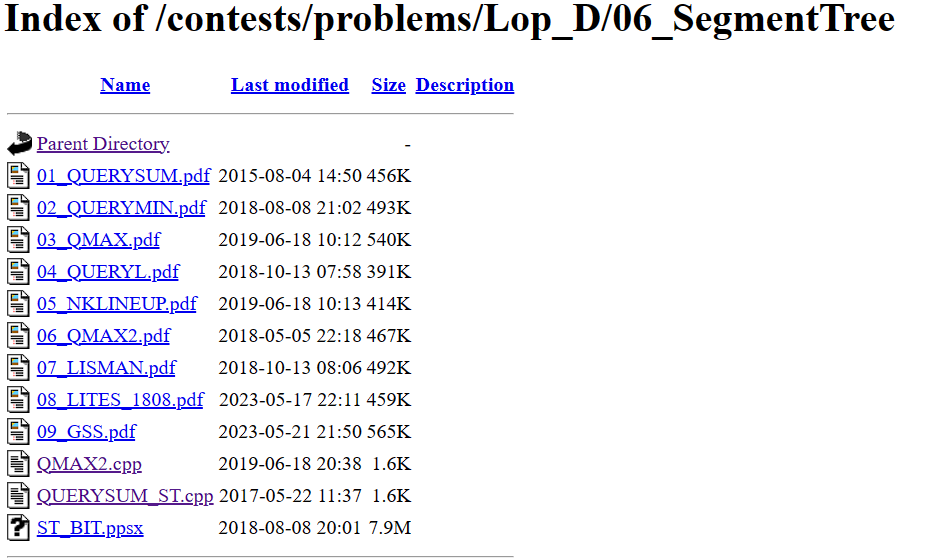 Index of /contests/problems/Lop_D/06_SegmentTree
Name Last modified Size Description
Parent Directory -
01_QUERYSUM.pdf 2015-08-04 14:50 456K
02_QUERYMIN.pdf 2018-08-08 21:02 493K
03_QMAX.pdf 2019-06-18 10:12 540K
04_QUERYL.pdf 2018-10-13 07:58 391K
05_NKLINEUP.pdf 2019-06-18 10:13 414K
06_QMAX2.pdf 2018-05-05 22:18 467K
07_LISMAN.pdf 2018-10-13 08:06 492K
08_LITES_1808.pdf 2023-05-17 22:11 459K
09_GSS.pdf 2023-05-21 21:50 565K
QMAX2.cpp 2019-06-18 20:38 1.6K
QUERYSUM_ST.cpp 2017-05-22 11:37 1.6K
ST_BIT.ppsx 2018-08-08 20:01 7.9M